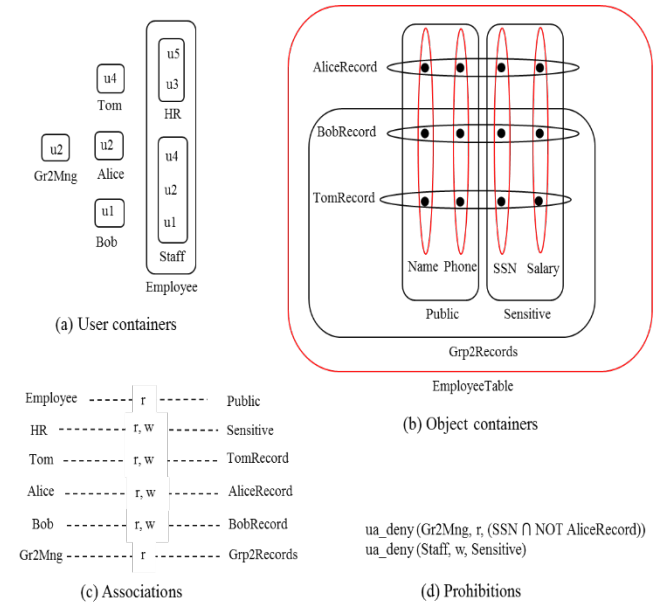 u5
u3
HR
u4
Tom
u2
Gr2Mng
u2
Alice
u1
Bob
u4
u2
u1
Staff
Employee
(a) User containers
AliceRecord
BobRecord
TomRecord
Name Phone SSN Salary
Public Sensitive
Grp2Records
EmployeeTable
(b) Object containers
Employee r Public
HR r, w Sensitive
Tom r, w TomRecord
Alice r, w AliceRecord
Bob r, w BobRecord
Gr2Mng r Grp2Records
(c) Associations
ua_deny (Gr2Mng, r, (SSN ⋂ NOT AliceRecord))
ua_deny (Staff, w, Sensitive)
(d) Prohibitions